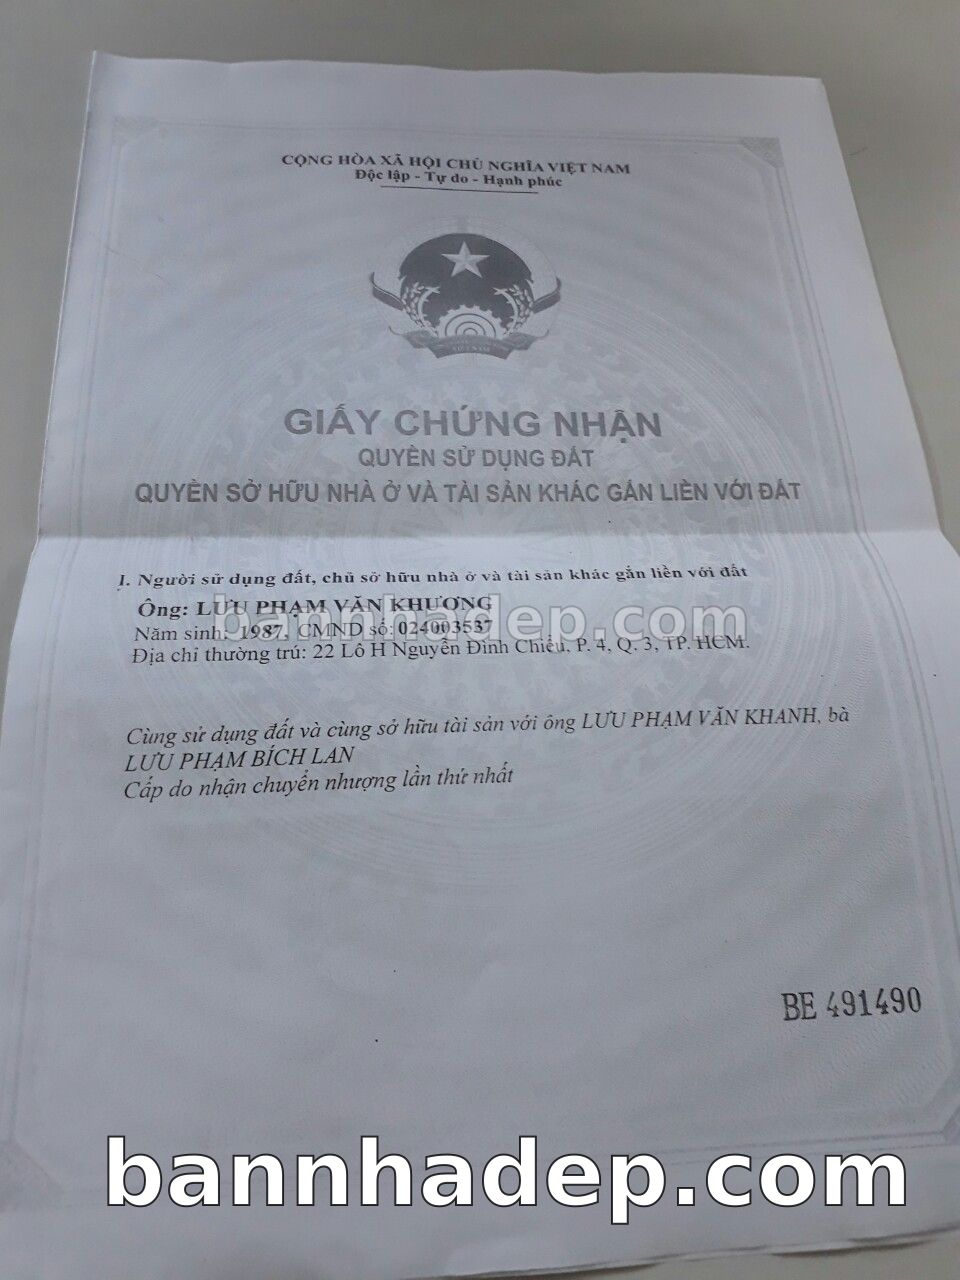 CỘNG HÒA XÃ HỘI CHỦ NGHĨA VIỆT NAM
Độc lập - Tự do - Hạnh phúc
VIỆT NAM
GIẤY CHỨNG NHẬN
QUYỀN SỬ DỤNG ĐẤT
QUYỀN SỞ HỮU NHÀ Ở VÀ TÀI SẢN KHÁC GẮN LIỀN VỚI ĐẤT
I. Người sử dụng đất, chủ sở hữu nhà ở và tài sản khác gắn liền với đất
Ông: LƯU PHẠM VĂN KHƯƠNG
bannhadep.com
Năm sinh: 1987. CMND số: 024003537
Địa chỉ thường trú: 22 Lô H Nguyễn Đình Chiểu, P. 4, Q. 3, TP. HCM.
Cùng sử dụng đất và cùng sở hữu tài sản với ông LƯU PHẠM VĂN KHANH, bà
LƯU PHẠM BÍCH LAN
Cấp do nhận chuyển nhượng lần thứ nhất
BE 491490
bannhadep.com